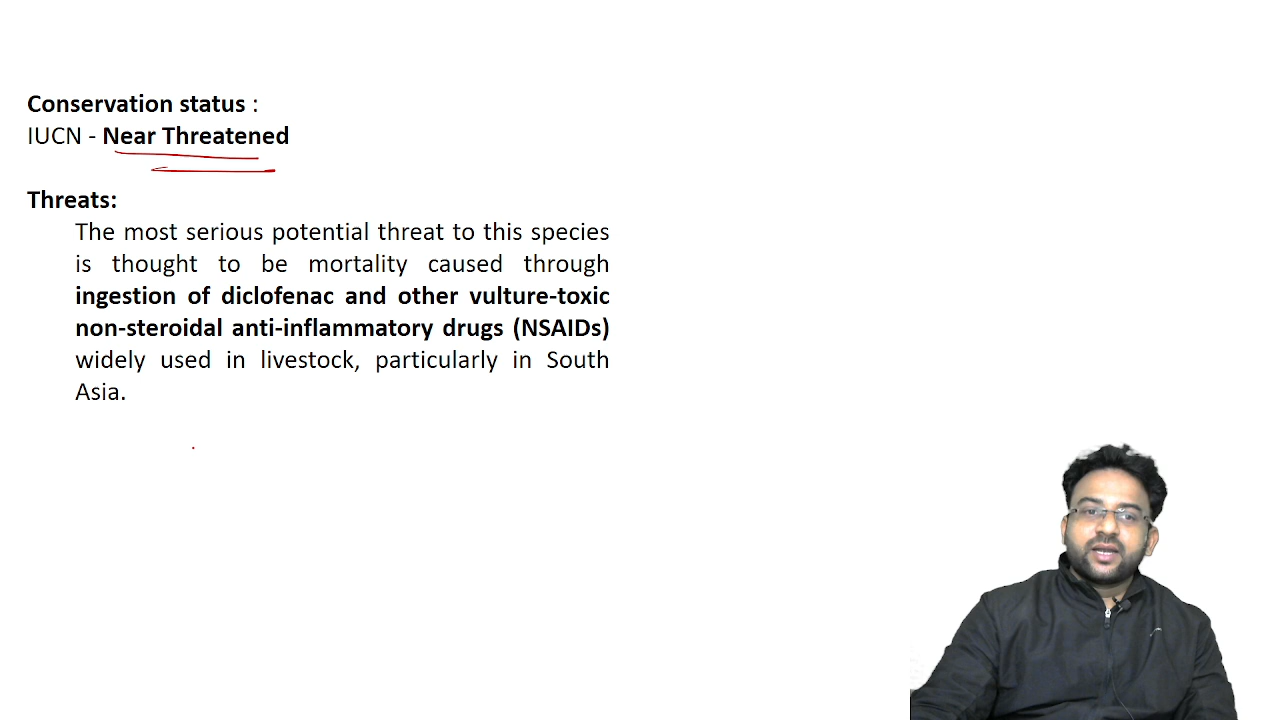 Conservation status :
IUCN - Near Threatened
Threats:
The most serious potential threat to this species
is thought to be mortality caused through
ingestion of diclofenac and other vulture-toxic
non-steroidal anti-inflammatory drugs (NSAIDs)
widely used in livestock, particularly in South
Asia.